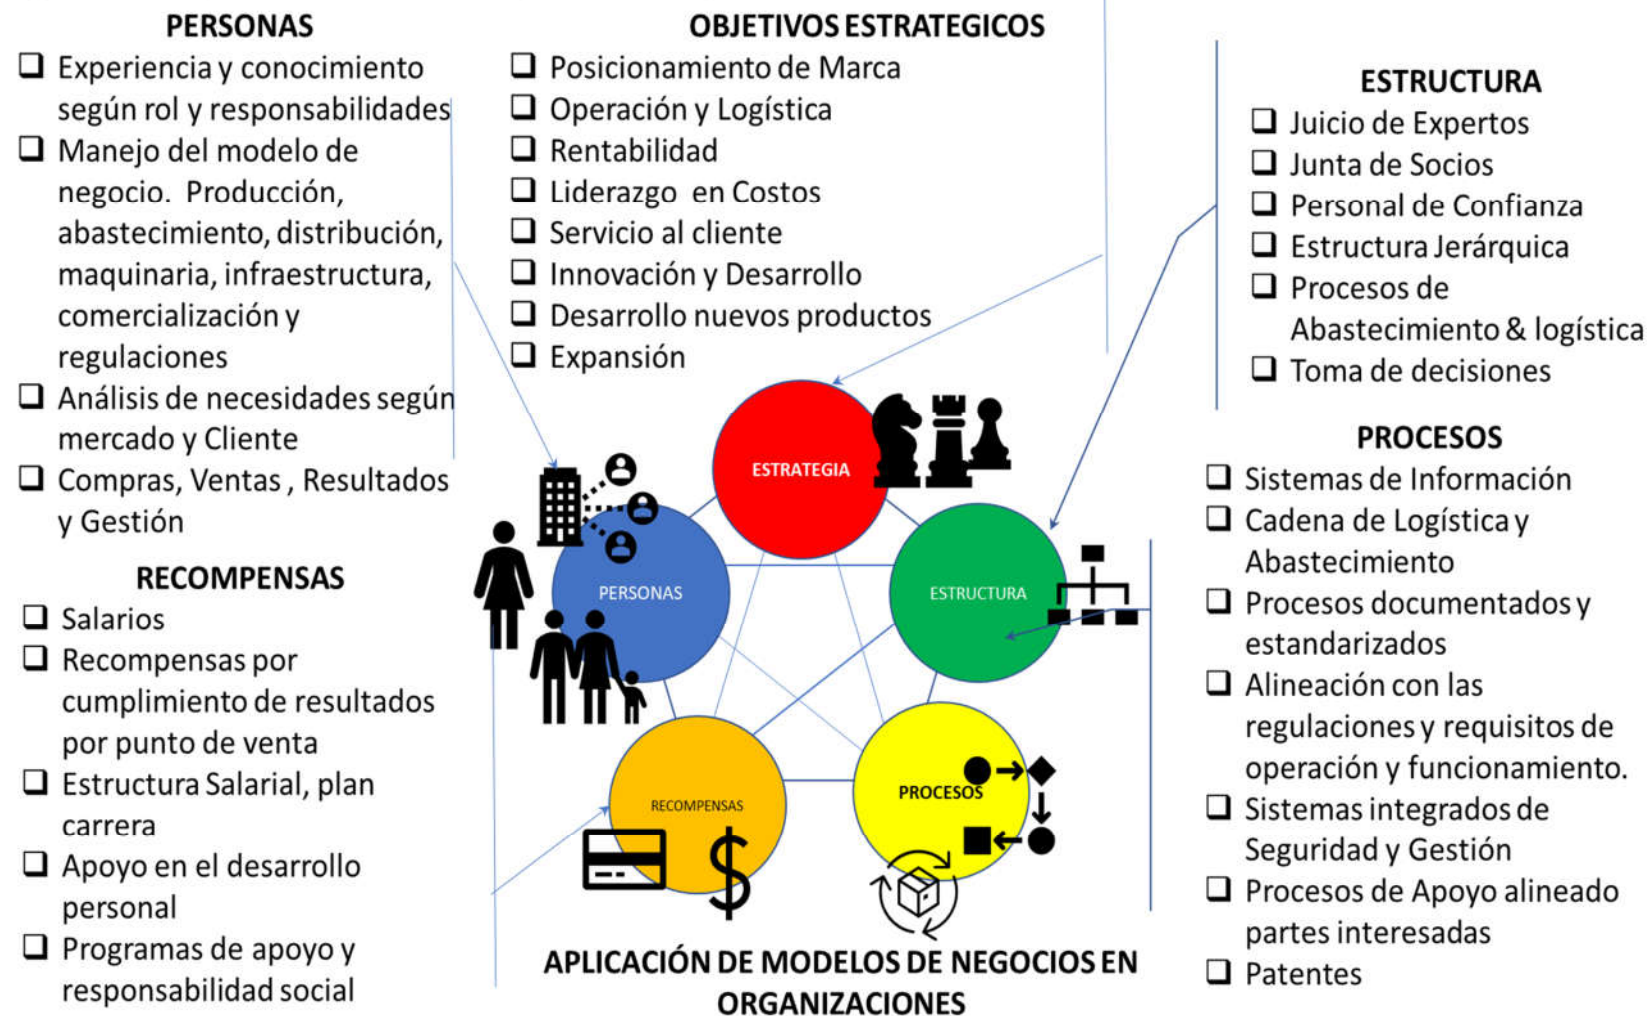 PERSONAS
Experiencia y conocimiento
según rol y responsabilidades
Manejo del modelo de
negocio. Producción,
abastecimiento, distribución,
maquinaria, infraestructura,
comercialización y
regulaciones
Análisis de necesidades según
mercado y Cliente
Compras, Ventas , Resultados
y Gestión
RECOMPENSAS
Salarios
Recompensas por
cumplimiento de resultados
por punto de venta
Estructura Salarial, plan
carrera
Apoyo en el desarrollo
personal
Programas de apoyo y
responsabilidad social
OBJETIVOS ESTRATEGICOS
Posicionamiento de Marca
Operación y Logística
Rentabilidad
Liderazgo en Costos
Servicio al cliente
Innovación y Desarrollo
Desarrollo nuevos productos
Expansión
ESTRATEGIA
PERSONAS
ESTRUCTURA
RECOMPENSAS
PROCESOS
$
APLICACIÓN DE MODELOS DE NEGOCIOS EN
ORGANIZACIONES
ESTRUCTURA
Juicio de Expertos
Junta de Socios
Personal de Confianza
Estructura Jerárquica
Procesos de
Abastecimiento & logística
Toma de decisiones
PROCESOS
Sistemas de Información
Cadena de Logística y
Abastecimiento
Procesos documentados y
estandarizados
Alineación con las
regulaciones y requisitos de
operación y funcionamiento.
Sistemas integrados de
Seguridad y Gestión
Procesos de Apoyo alineado
partes interesadas
Patentes